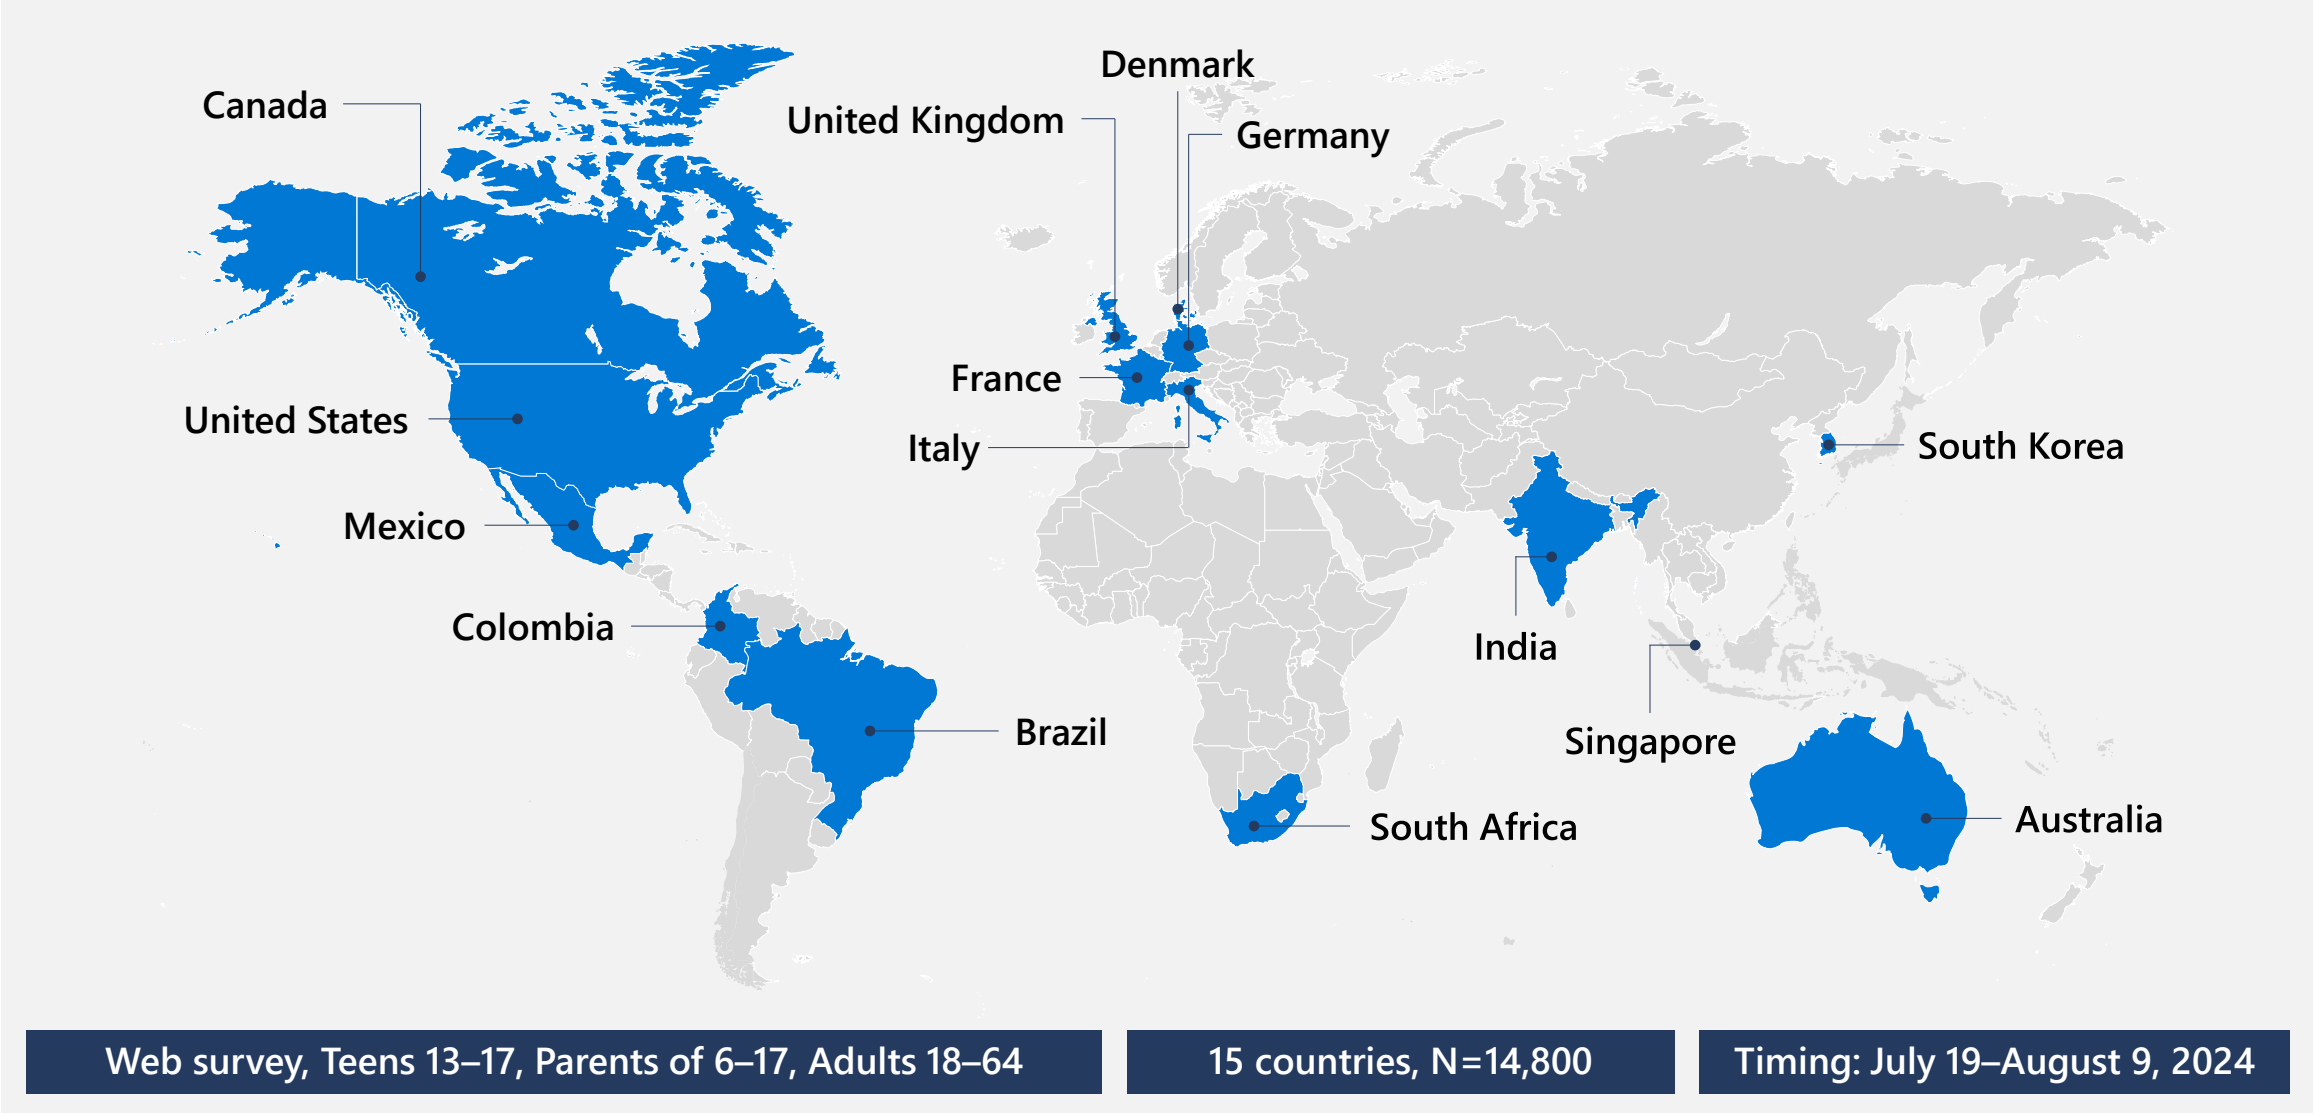 Denmark
Canada
United Kingdom
Germany
France
United States
Italy
South Korea
Mexico
Colombia
India
Brazil
Singapore
South Africa
Australia
Web survey, Teens 13–17, Parents of 6–17, Adults 18–64
15 countries, N=14,800
Timing: July 19–August 9, 2024